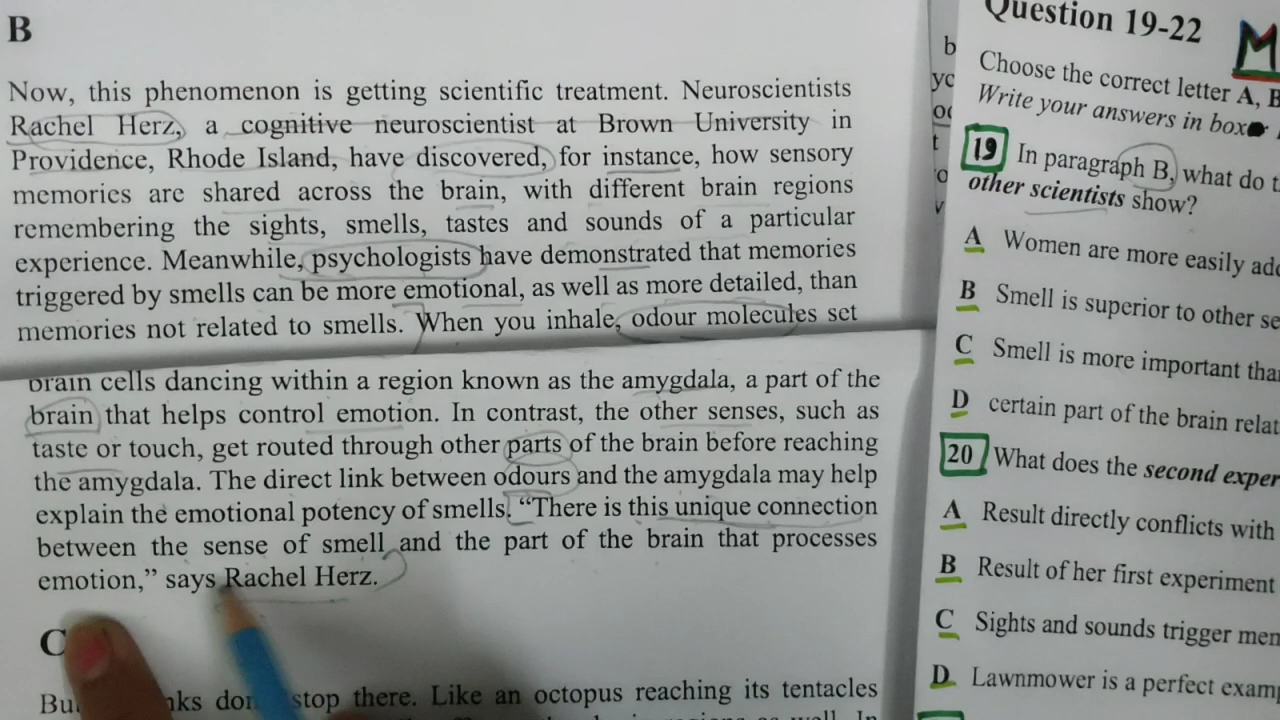 B
Now, this phenomenon is getting scientific treatment. Neuroscientists
Rachel Herz, a cognitive neuroscientist at Brown University in
Providence, Rhode Island, have discovered, for instance, how sensory
memories are shared across the brain, with different brain regions
remembering the sights, smells, tastes and sounds of a particular
experience. Meanwhile, psychologists have demonstrated that memories
triggered by smells can be more emotional, as well as more detailed, than
memories not related to smells. When you inhale, odour molecules set
brain cells dancing within a region known as the amygdala, a part of the
brain that helps control emotion. In contrast, the other senses, such as
taste or touch, get routed through other parts of the brain before reaching
the amygdala. The direct link between odours and the amygdala may help
explain the emotional potency of smells. “There is this unique connection
between the sense of smell and the part of the brain that processes
emotion,” says Rachel Herz.
C
stop there. Like an octopus reaching its tentacles
Question 19-22
M
Choose the correct letter A,
Write your answers in
19 In paragraph B, what do
other scientists show?
A Women are more easily
B Smell is superior to other
C Smell is more important
D certain part of the brain
20 What does the second
A Result directly conflicts with
B Result of her first experiment
C Sights and sounds trigger
D Lawnmower is a perfect